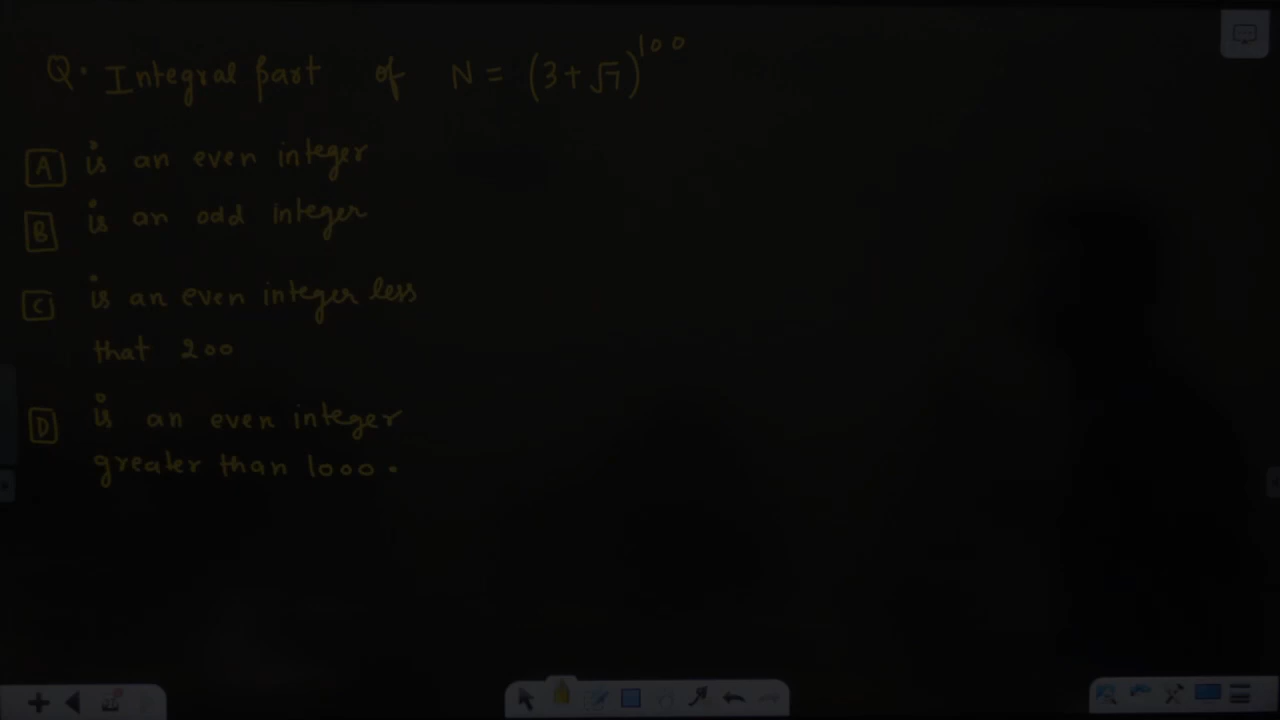 Q. Integral part of N = (3+√7)^100
A is an even integer
B is an odd integer
C is an even integer less
that 200
D is an even integer
greater than 1000.